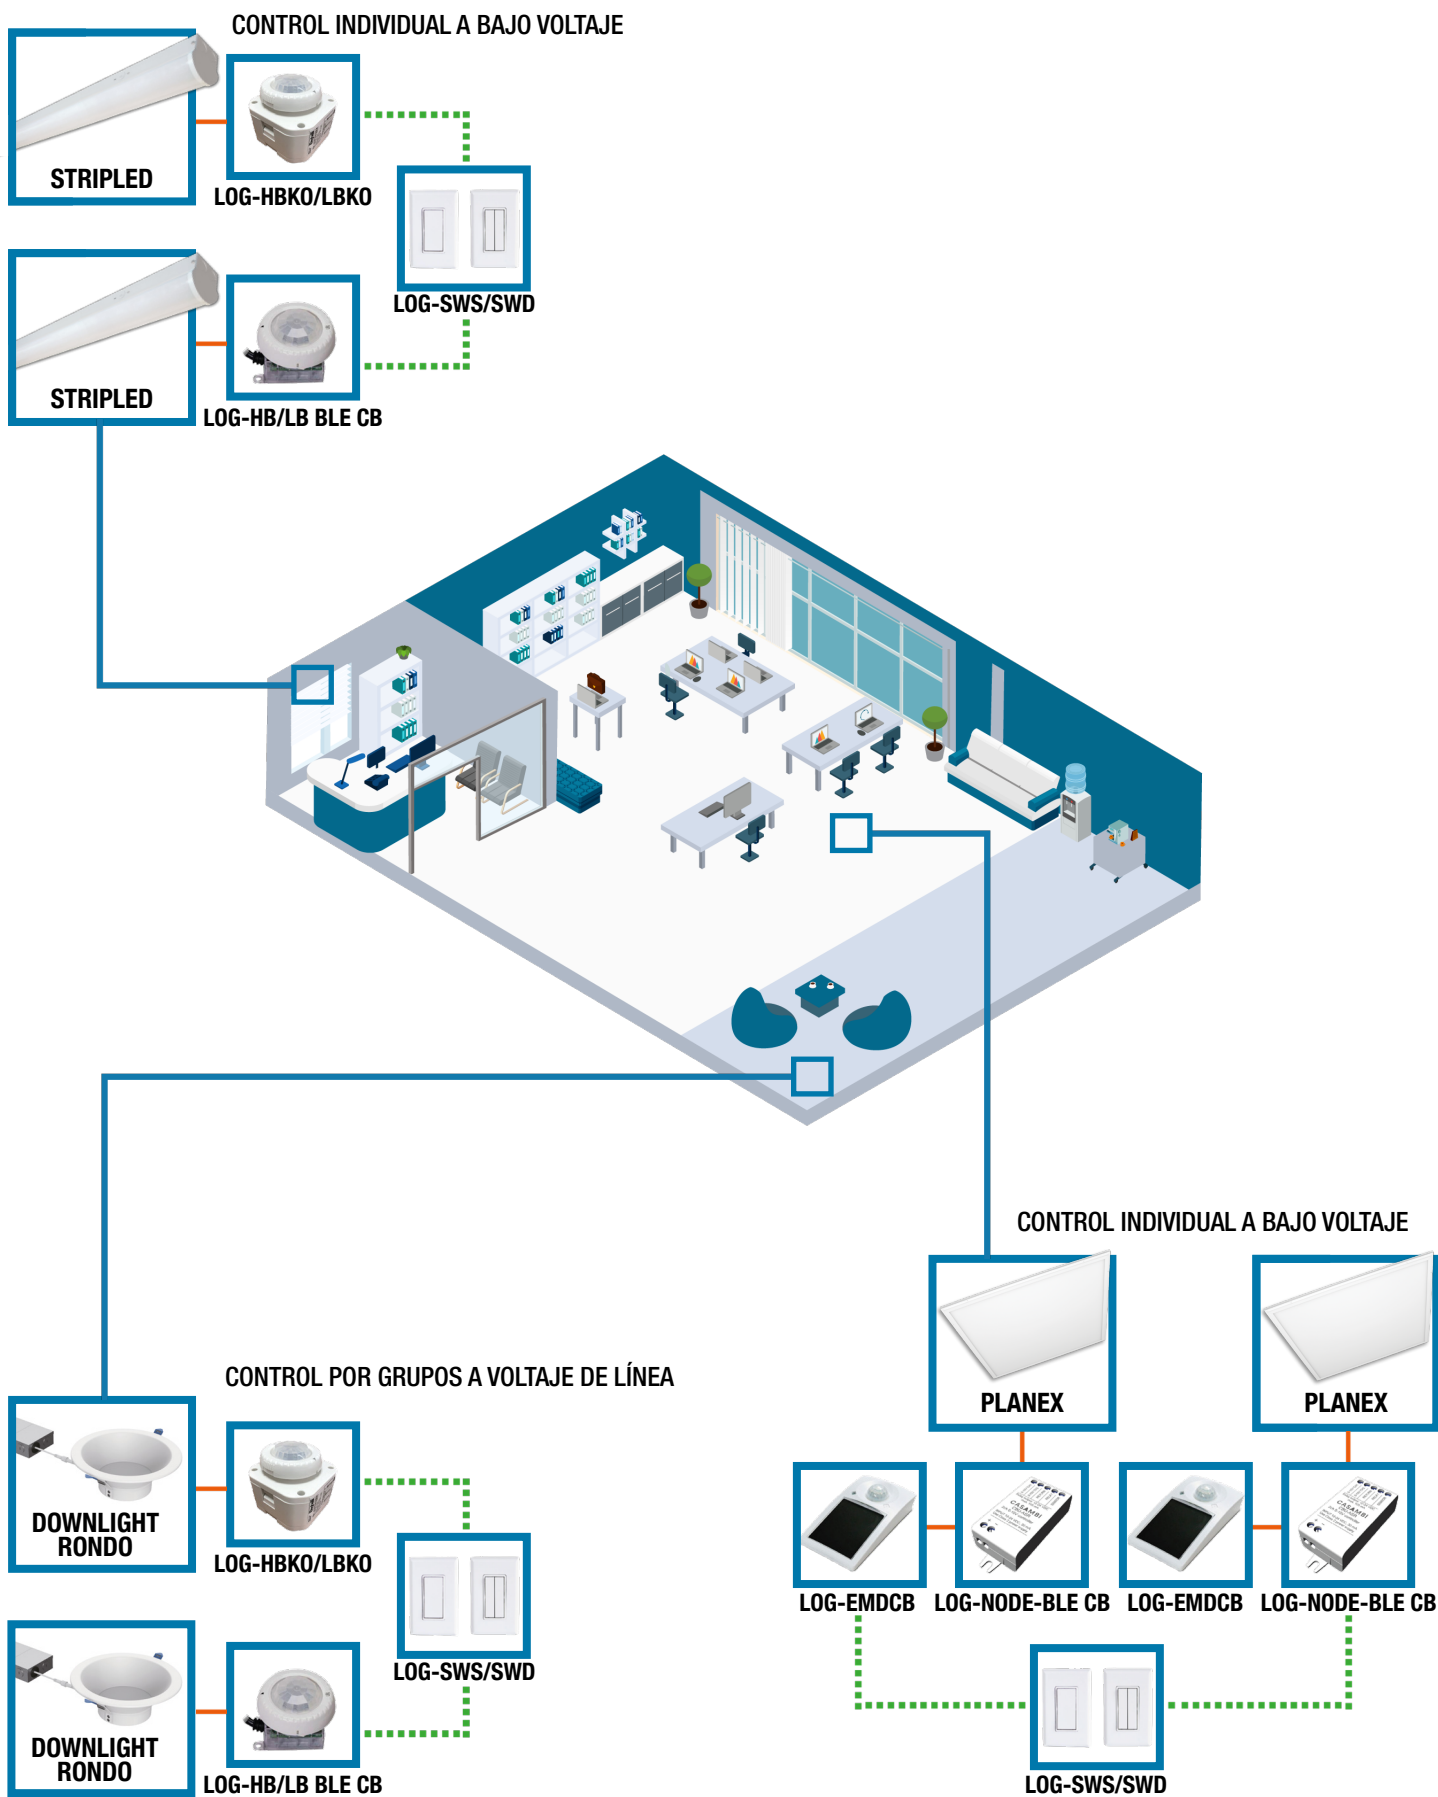 CONTROL INDIVIDUAL A BAJO VOLTAJE
STRIPLED
LOG-HBKO/LBKO
LOG-SWS/SWD
STRIPLED
LOG-HB/LB BLE CB
CONTROL INDIVIDUAL A BAJO VOLTAJE
PLANEX
PLANEX
LOG-EMDCB
CASAMBI
LOG-NODE-BLE CB
LOG-EMDCB
CASAMBI
LOG-NODE-BLE CB
LOG-SWS/SWD
CONTROL POR GRUPOS A VOLTAJE DE LÍNEA
DOWNLIGHT
RONDO
LOG-HBKO/LBKO
LOG-SWS/SWD
DOWNLIGHT
RONDO
LOG-HB/LB BLE CB